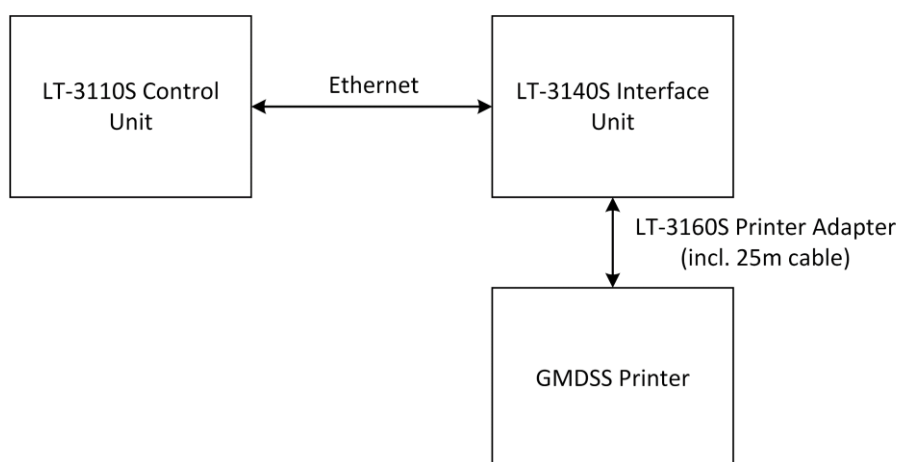 LT-3110S Control
Unit
Ethernet
LT-3140S Interface
Unit
LT-3160S Printer Adapter
(incl. 25m cable)
GMDSS Printer